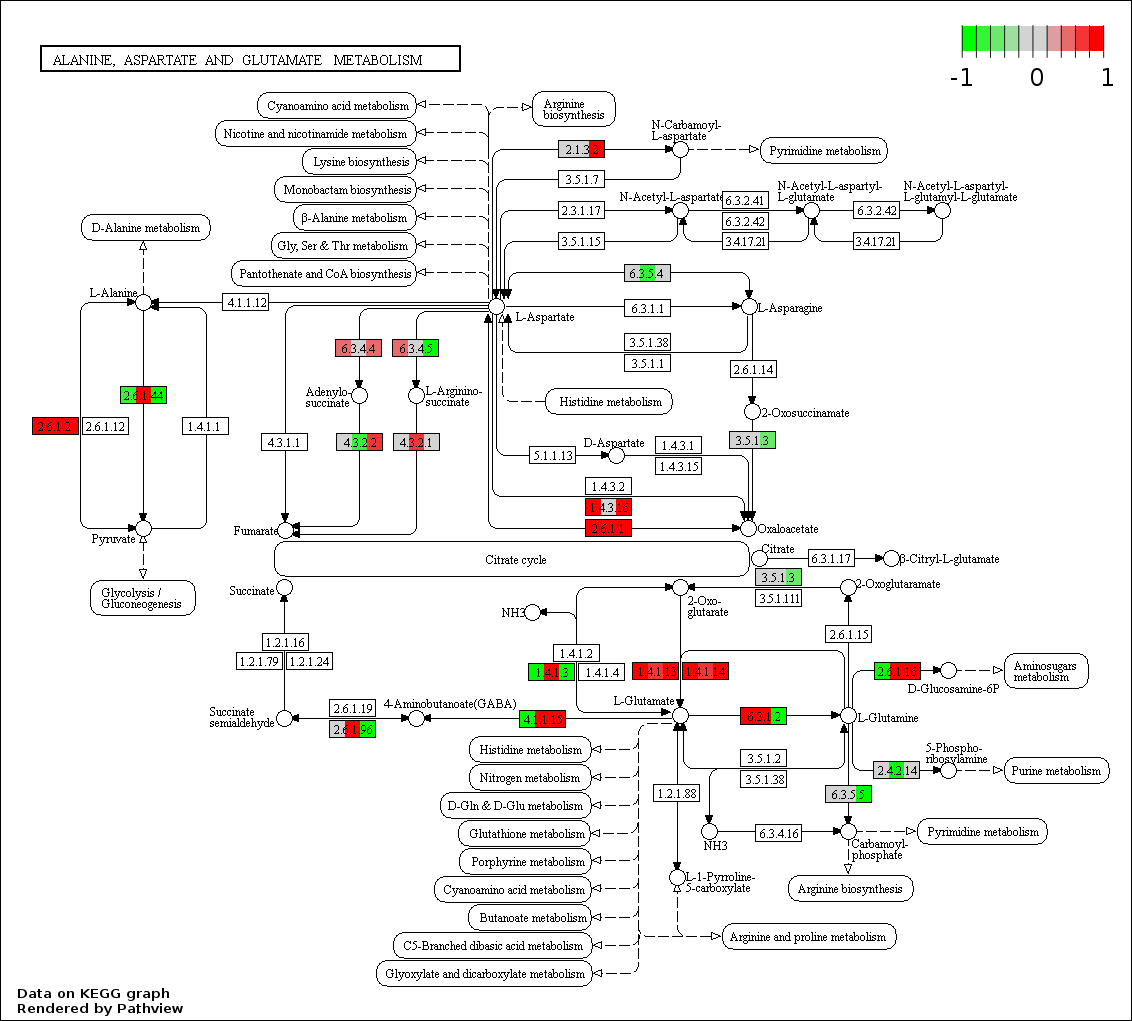 ALANINE, ASPARTATE AND GLUTAMATE METABOLISM
-1 0 1
Cyanoamino acid metabolism
Arginine
biosynthesis
Nicotine and nicotinamide metabolism
N-Carbamoyl-
L-aspartate
2.1.3.2
Pyrimidine metabolism
Lysine biosynthesis
3.5.1.7
Monobactam biosynthesis
N-Acetyl-L-aspartate
6.3.2.41
N-Acetyl-L-aspartyl-
L-glutamate
N-Acetyl-L-aspartyl-
L-glutamyl-L-glutamate
β-Alanine metabolism
2.3.1.17
6.3.2.42
6.3.2.42
D-Alanine metabolism
Gly, Ser & Thr metabolism
3.5.1.15
3.4.17.21
3.4.17.21
Pantothenate and CoA biosynthesis
6.3.5.4
L-Alanine
4.1.1.12
L-Aspartate
6.3.1.1
L-Asparagine
6.3.4.4
6.3.4.5
3.5.1.38
3.5.1.1
2.6.1.14
2.6.1.44
Adenylo-
succinate
L-Arginino-
succinate
Histidine metabolism
2-Oxosuccinamate
2.6.1.2
2.6.1.12
1.4.1.1
4.3.1.1
4.3.2.2
4.3.2.1
D-Aspartate
1.4.3.1
3.5.1.3
5.1.1.13
1.4.3.15
1.4.3.2
1.4.3.16
Pyruvate
Fumarate
2.6.1.1
Oxaloacetate
Citrate cycle
Citrate
6.3.1.17
β-Citryl-L-glutamate
Glycolysis /
Gluconeogenesis
Succinate
3.5.1.3
3.5.1.111
2-Oxoglutaramate
NH3
2-Oxo-
glutarate
1.2.1.16
1.2.1.79
1.2.1.24
1.4.1.2
1.4.1.3
1.4.1.4
1.4.1.13
1.4.1.14
2.6.1.15
2.6.1.16
Aminosugars
metabolism
D-Glucosamine-6P
Succinate
semialdehyde
2.6.1.19
2.6.1.96
4-Aminobutanoate(GABA)
4.1.1.15
L-Glutamate
6.3.1.2
L-Glutamine
Histidine metabolism
Nitrogen metabolism
D-Gln & D-Glu metabolism
Glutathione metabolism
Porphyrine metabolism
Cyanoamino acid metabolism
Butanoate metabolism
C5-Branched dibasic acid metabolism
Glyoxylate and dicarboxylate metabolism
3.5.1.2
3.5.1.38
5-Phospho-
ribosylamine
2.4.2.14
Purine metabolism
1.2.1.88
6.3.5.5
NH3
6.3.4.16
Carbamoyl-
phosphate
Pyrimidine metabolism
L-1-Pyrroline-
5-carboxylate
Arginine biosynthesis
Arginine and proline metabolism
Data on KEGG graph
Rendered by Pathview